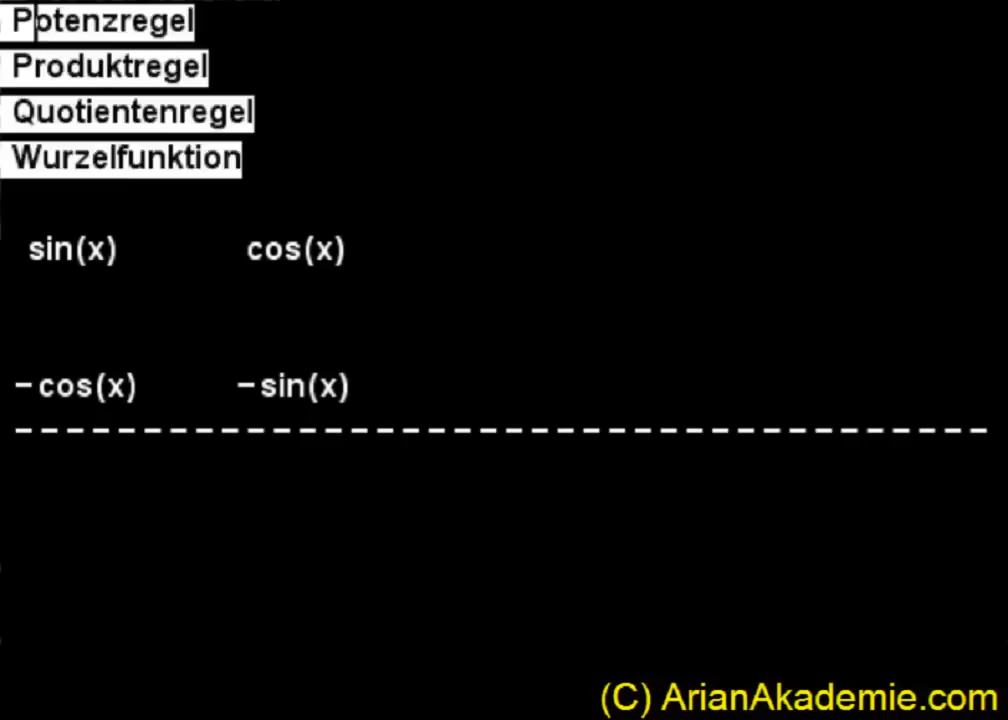 Potenzregel
Produktregel
Quotientenregel
Wurzelfunktion
sin(x) cos(x)
-cos(x) -sin(x)
---------------------------------------
(C) ArianAkademie.com